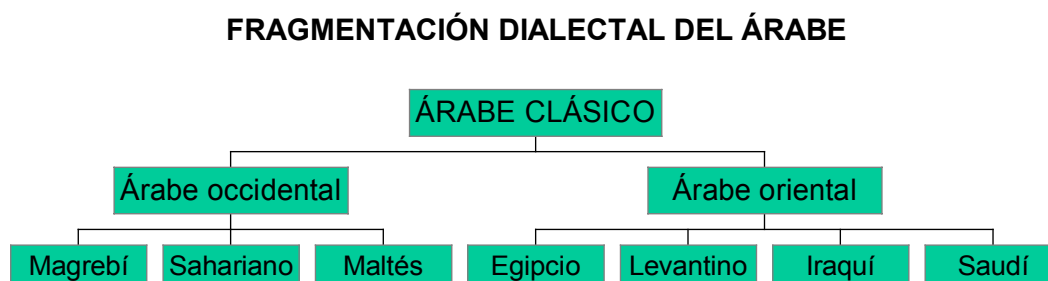 FRAGMENTACIÓN DIALECTAL DEL ÁRABE
ÁRABE CLÁSICO
Árabe occidental Árabe oriental
Magrebí Sahariano Maltés Egipcio Levantino Iraquí Saudí